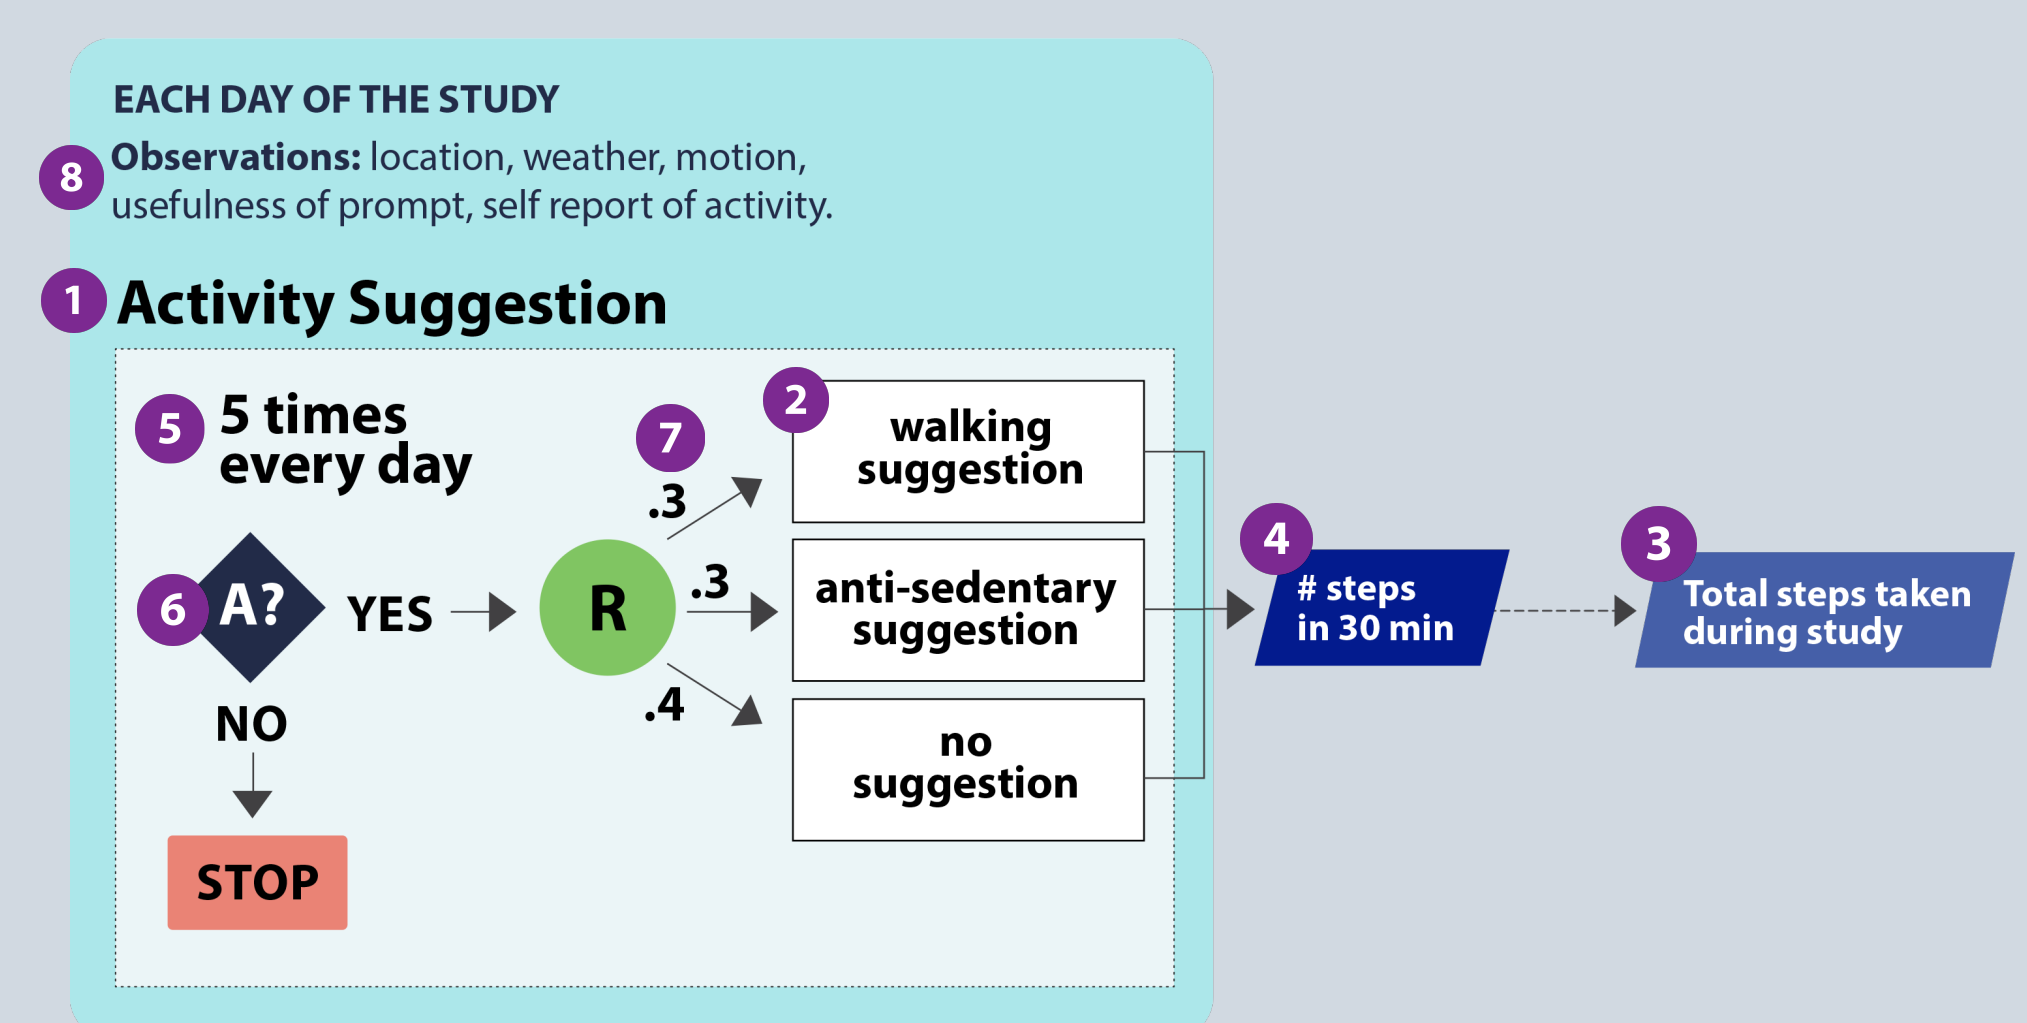 EACH DAY OF THE STUDY
8
Observations: location, weather, motion,
usefulness of prompt, self report of activity.
1
Activity Suggestion
5
5 times
every day
6
A?
YES
NO
STOP
R
7
.3
.3
.4
2
walking
suggestion
anti-sedentary
suggestion
no
suggestion
4
# steps
in 30 min
3
Total steps taken
during study